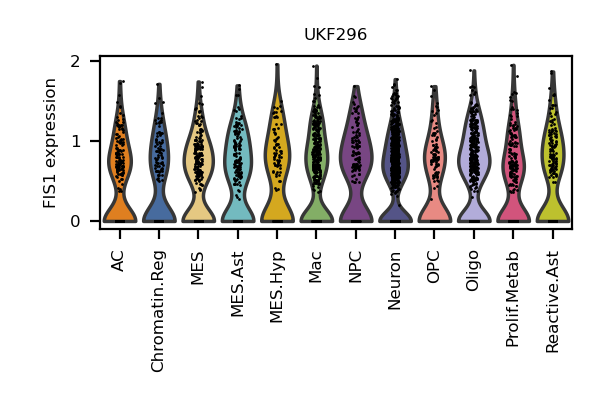 UKF296
FIS1 expression
2
1
0
AC
Chromatin.Reg
MES
MES.Ast
MES.Hyp
Mac
NPC
Neuron
OPC
Oligo
Prolif.Metab
Reactive.Ast